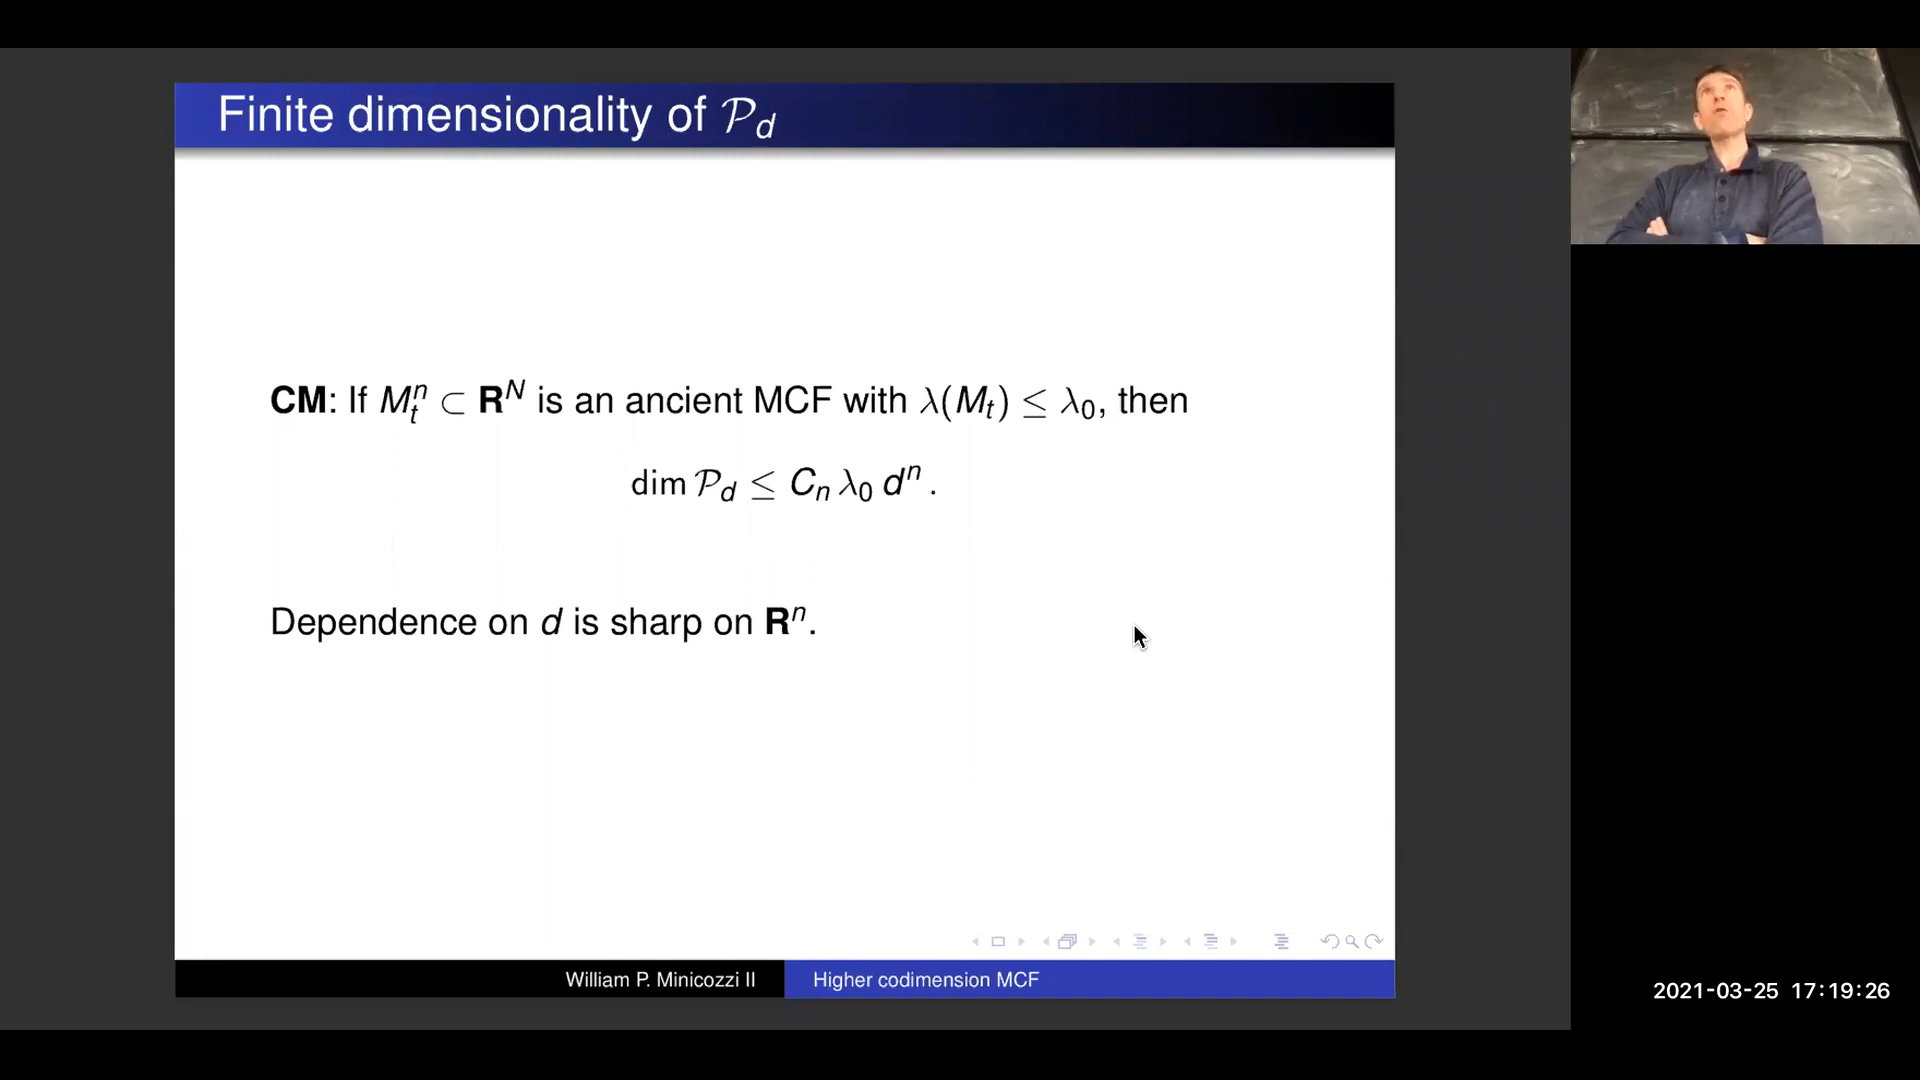 Finite dimensionality of 𝒫_d
CM: If M_t^n ⊂ R^N is an ancient MCF with λ(M_t) ≤ λ_0, then
dim 𝒫_d ≤ C_n λ_0 d^n .
Dependence on d is sharp on R^n.
William P. Minicozzi II
Higher codimension MCF
2021-03-25 17:19:26